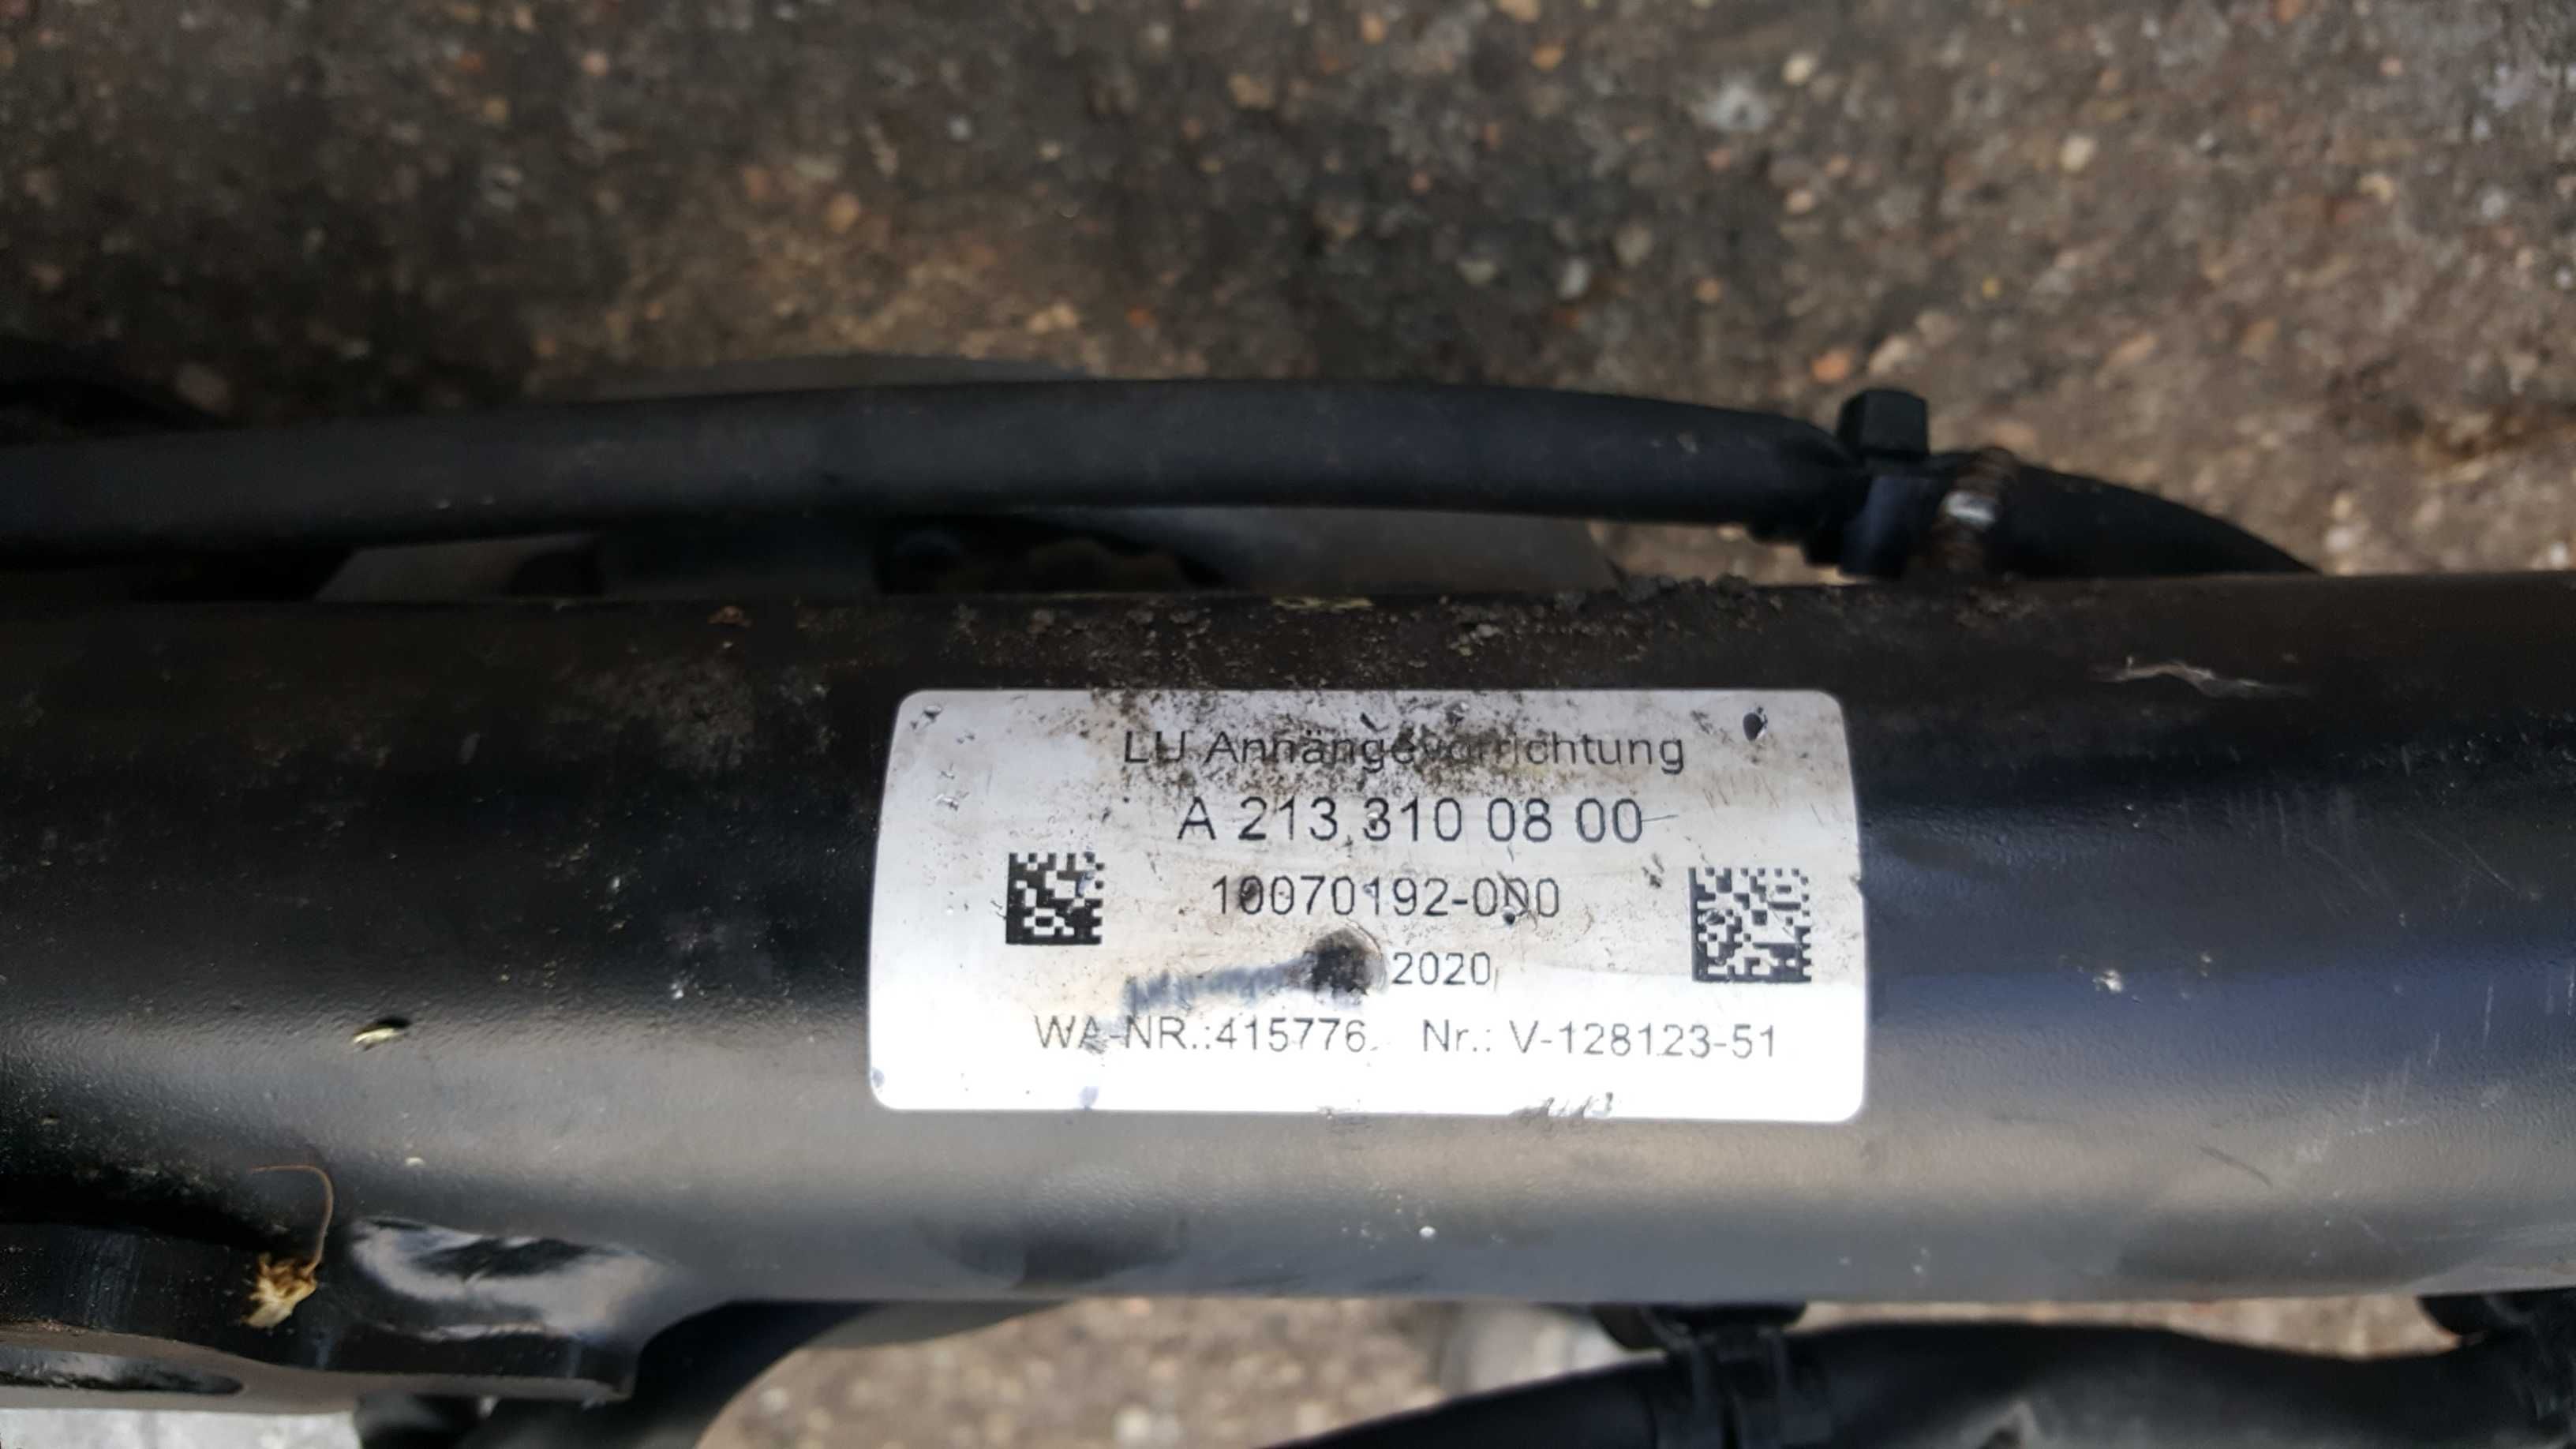 LU Anhängevorrichtung
A 213 310 08 00
10070192-000
2020
WA-NR.:415776 Nr.: V-128123-51